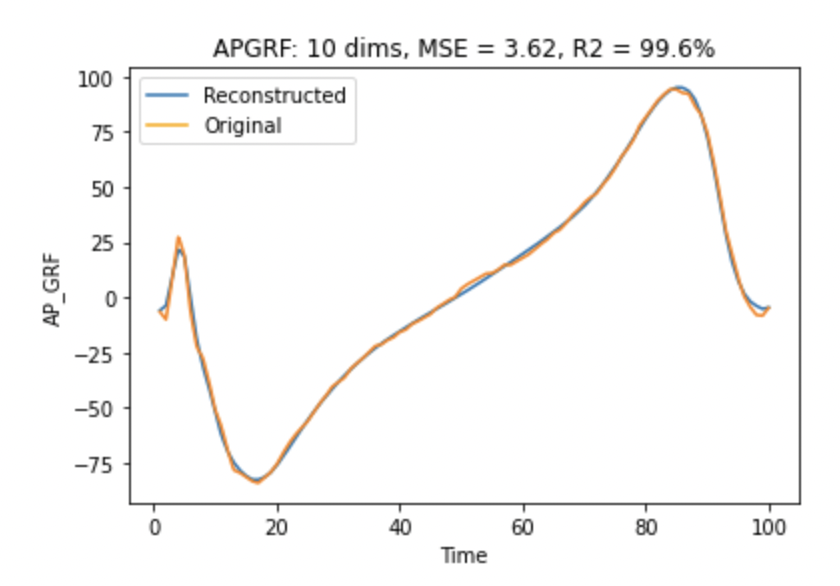 APGRF: 10 dims, MSE = 3.62, R2 = 99.6%
Reconstructed
Original
100
75
50
25
0
−25
−50
−75
AP_GRF
0 20 40 60 80 100
Time